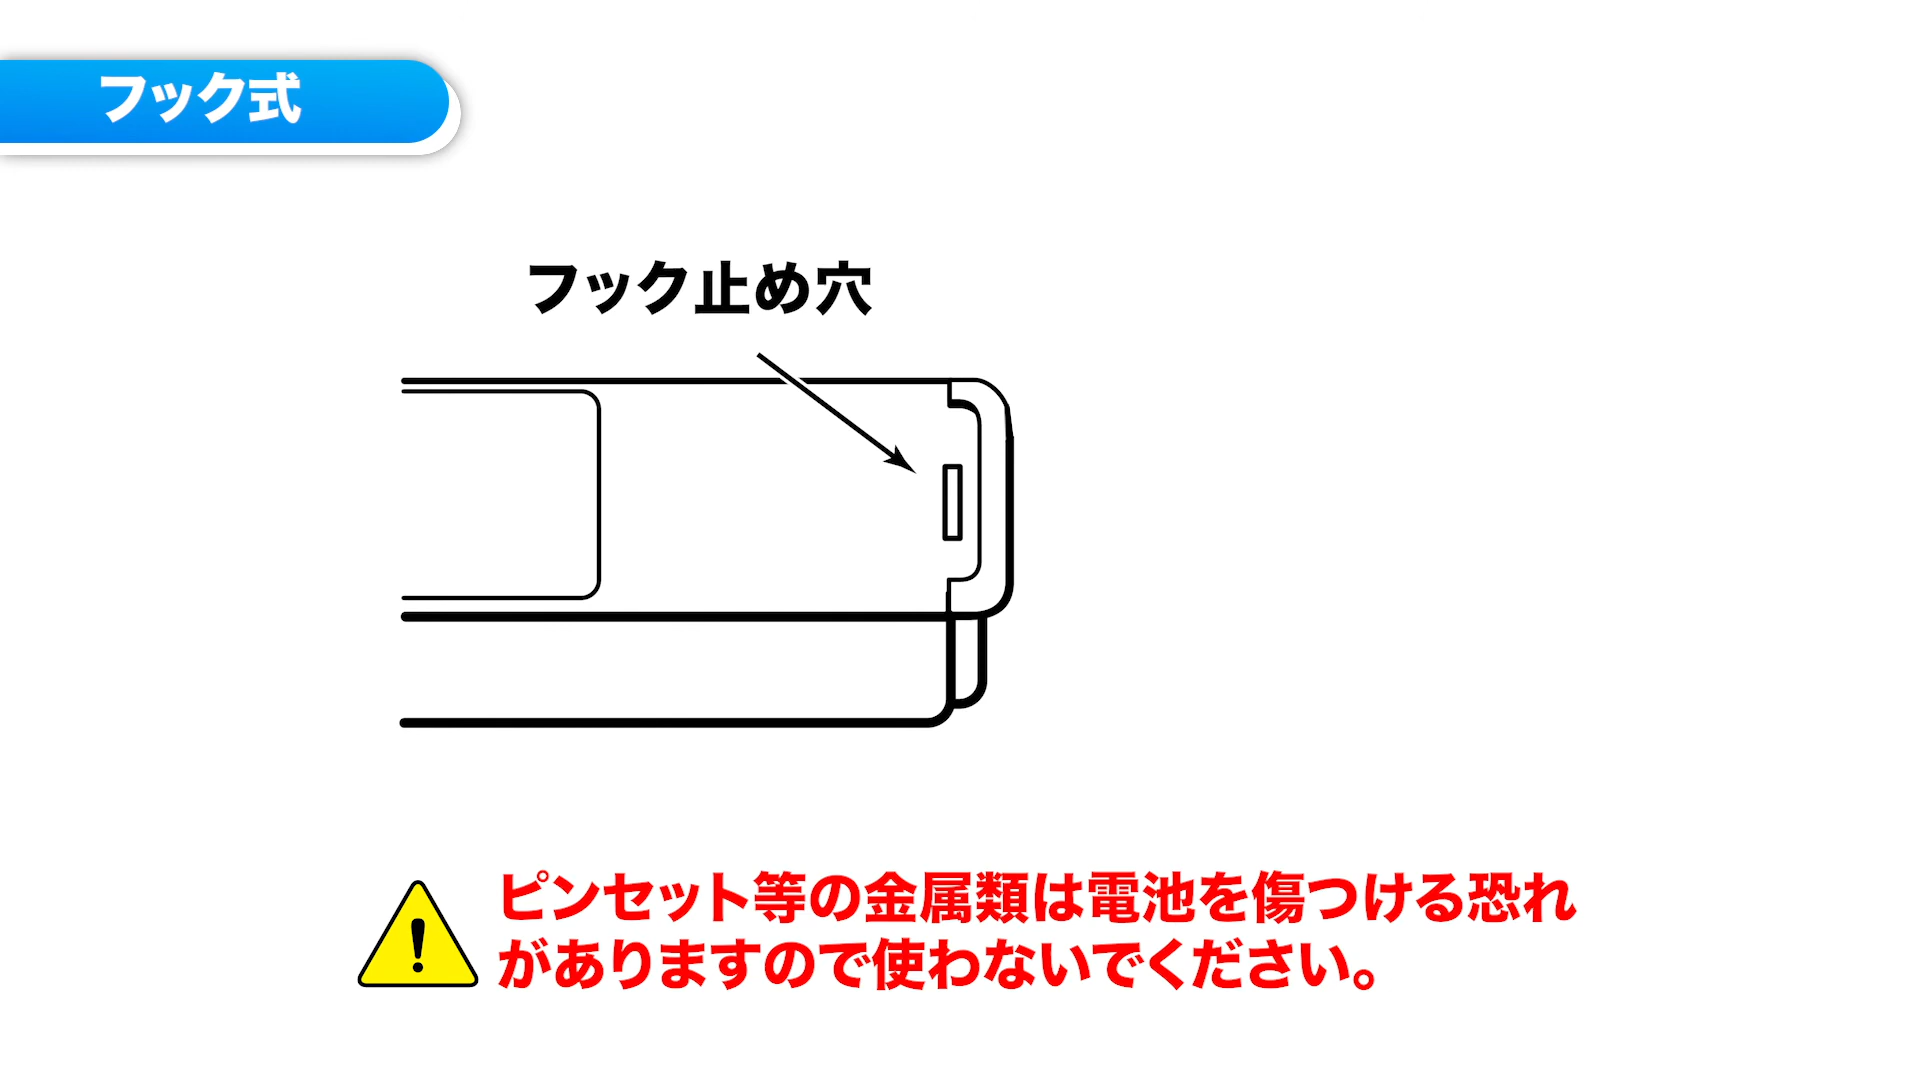 フック式
フック止め穴
ピンセット等の金属類は電池を傷つける恐れ
がありますので使わないでください。